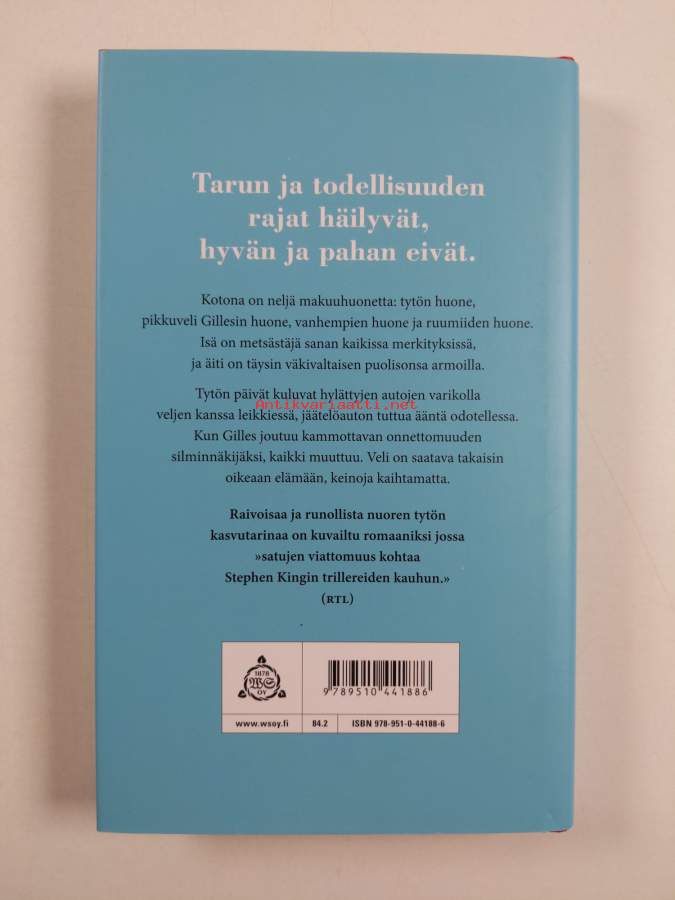 Tarun ja todellisuuden
rajat häilyvät,
hyvän ja pahan eivät.
Kotona on neljä makuuhuonetta: tytön huone,
pikkuveli Gillesin huone, vanhempien huone ja ruumiiden huone.
Isä on metsästäjä sanan kaikissa merkityksissä,
ja äiti on täysin väkivaltaisen puolisonsa armoilla.
Tytön päivät kuluvat hylättyjen autojen varikolla
Antikvariaatti.net
veljen kanssa leikkiessä, jäätelöauton tuttua ääntä odotellessa.
Kun Gilles joutuu kammottavan onnettomuuden
silminnäkijäksi, kaikki muuttuu. Veli on saatava takaisin
oikeaan elämään, keinoja kaihtamatta.
Raivoisaa ja runollista nuoren tytön
kasvutarinaa on kuvailtu romaaniksi jossa
»satujen viattomuus kohtaa
Stephen Kingin trillereiden kauhun.»
(RTL)
1878
WS
OY
9 789510 441886
www.wsoy.fi 84.2 ISBN 978-951-0-44188-6